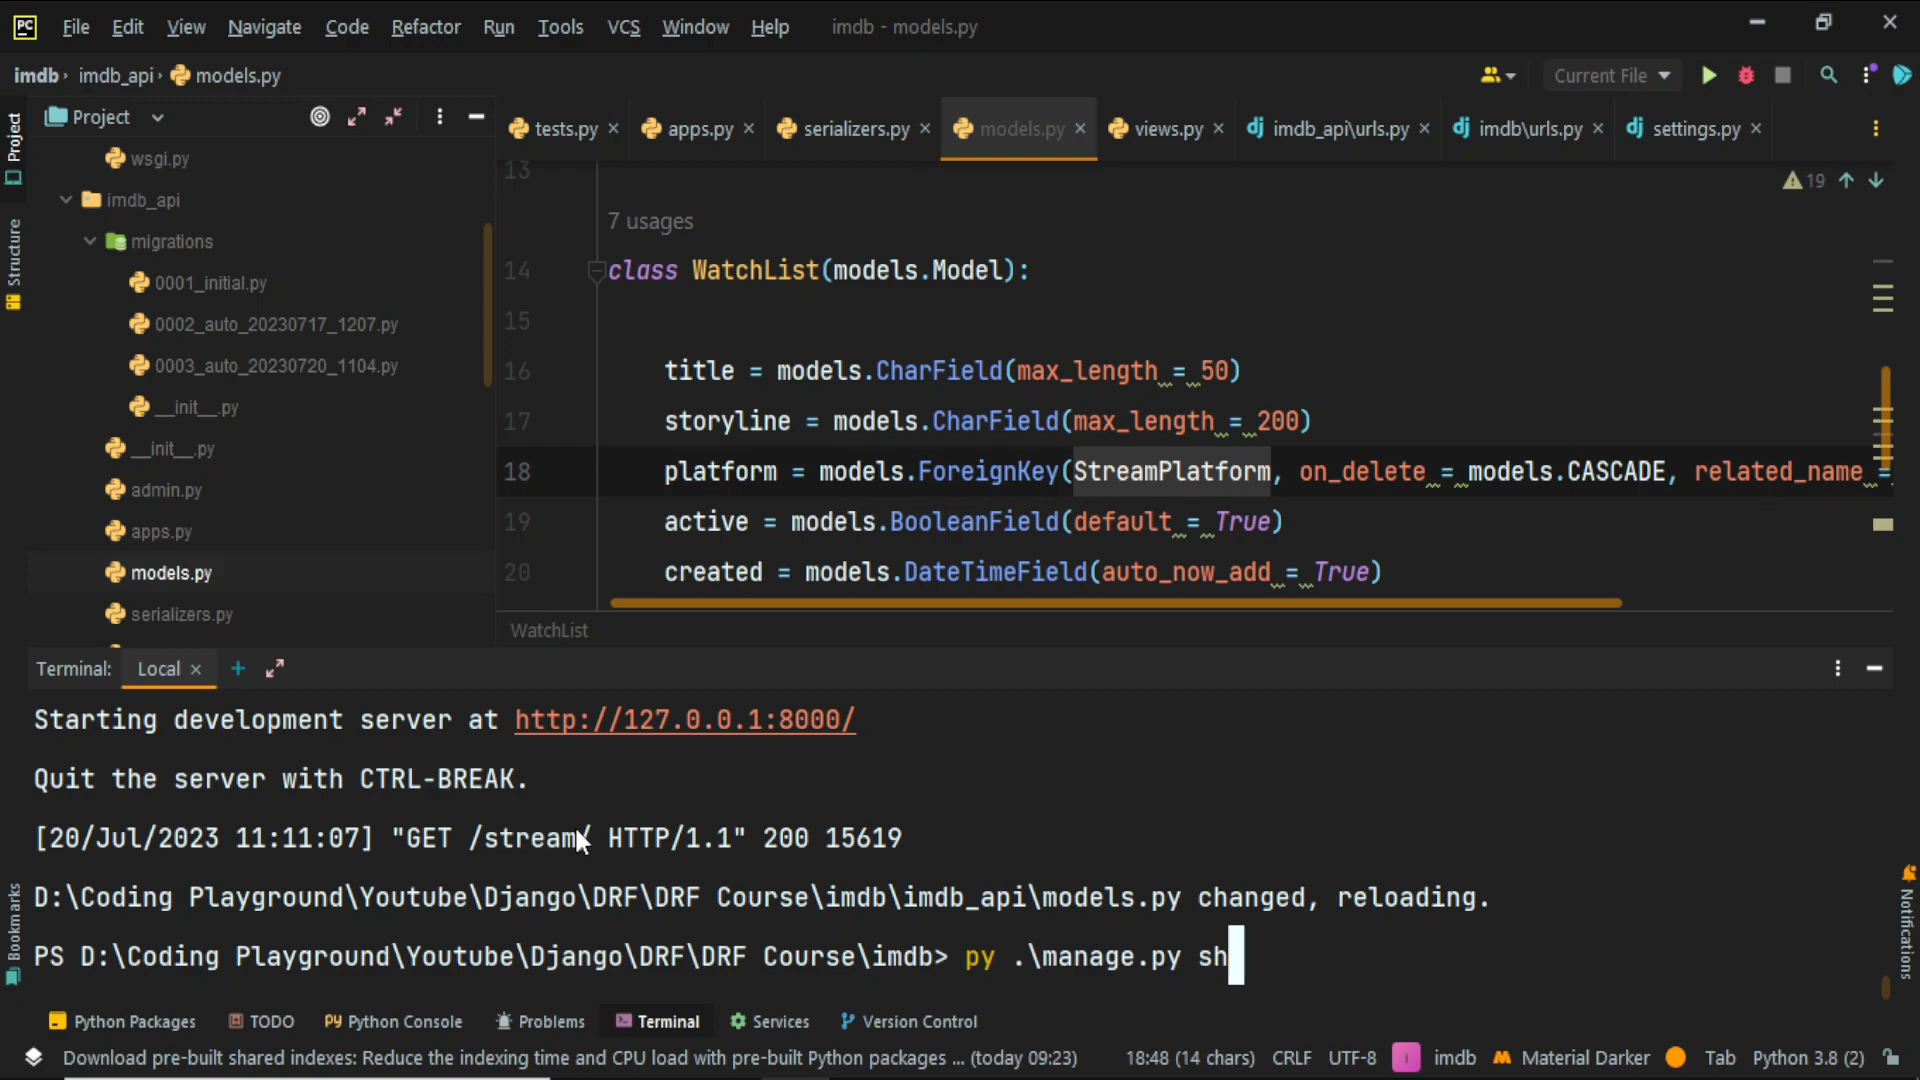 PC File Edit View Navigate Code Refactor Run Tools VCS Window Help imdb - models.py
imdb imdb_api models.py Current File
Project
tests.py apps.py serializers.py models.py views.py imdb_api\urls.py imdb\urls.py settings.py
Project
Structure
Bookmarks
Notifications
wsgi.py
imdb_api
migrations
0001_initial.py
0002_auto_20230717_1207.py
0003_auto_20230720_1104.py
__init__.py
__init__.py
admin.py
apps.py
models.py
serializers.py
13
19
7 usages
14 class WatchList(models.Model):
15
16 title = models.CharField(max_length = 50)
17 storyline = models.CharField(max_length = 200)
18 platform = models.ForeignKey(StreamPlatform, on_delete = models.CASCADE, related_name =
19 active = models.BooleanField(default = True)
20 created = models.DateTimeField(auto_now_add = True)
WatchList
Terminal: Local
Starting development server at http://127.0.0.1:8000/
Quit the server with CTRL-BREAK.
[20/Jul/2023 11:11:07] "GET /stream/ HTTP/1.1" 200 15619
D:\Coding Playground\Youtube\Django\DRF\DRF Course\imdb\imdb_api\models.py changed, reloading.
PS D:\Coding Playground\Youtube\Django\DRF\DRF Course\imdb> py .\manage.py sh
Python Packages TODO Python Console Problems Terminal Services Version Control
Download pre-built shared indexes: Reduce the indexing time and CPU load with pre-built Python packages ... (today 09:23) 18:48 (14 chars) CRLF UTF-8 imdb Material Darker Tab Python 3.8 (2)